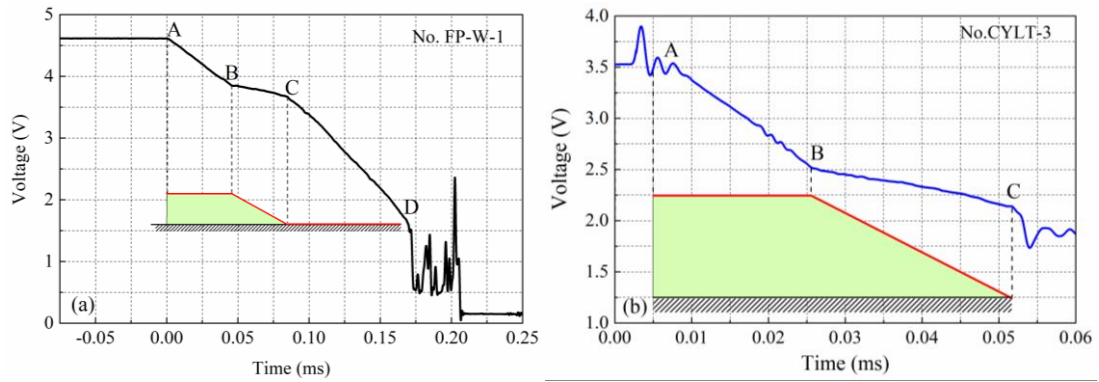 No. FP-W-1
A
B
C
D
(a)
5
4
3
2
1
0
-0.05 0.00 0.05 0.10 0.15 0.20 0.25
Voltage (V)
Time (ms)
No.CYLT-3
A
B
C
(b)
4.0
3.5
3.0
2.5
2.0
1.5
1.0
0.00 0.01 0.02 0.03 0.04 0.05 0.06
Voltage (V)
Time (ms)